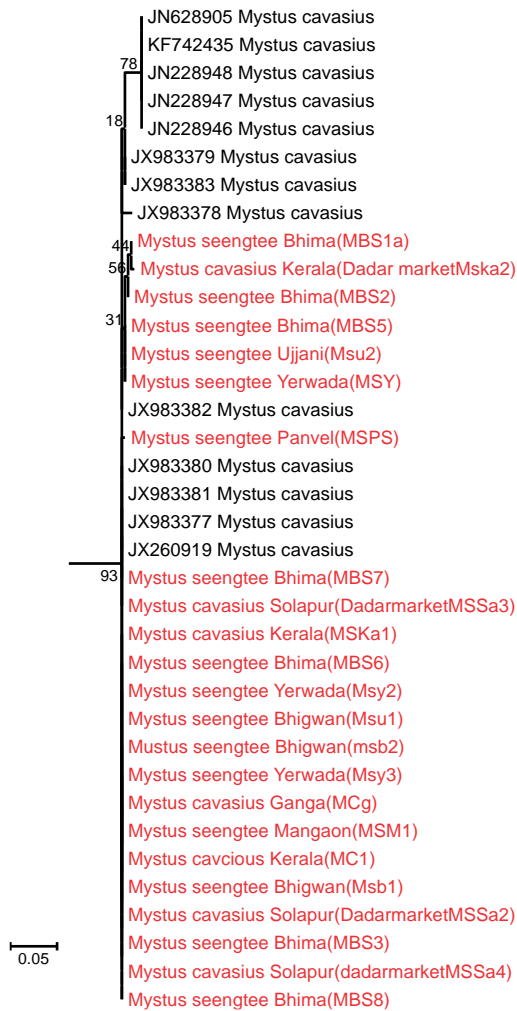 JN628905 Mystus cavasius
KF742435 Mystus cavasius
78
JN228948 Mystus cavasius
JN228947 Mystus cavasius
18
JN228946 Mystus cavasius
JX983379 Mystus cavasius
JX983383 Mystus cavasius
JX983378 Mystus cavasius
44
Mystus seengtee Bhima(MBS1a)
56
Mystus cavasius Kerala(Dadar marketMska2)
Mystus seengtee Bhima(MBS2)
31
Mystus seengtee Bhima(MBS5)
Mystus seengtee Ujjani(Msu2)
Mystus seengtee Yerwada(MSY)
JX983382 Mystus cavasius
Mystus seengtee Panvel(MSPS)
JX983380 Mystus cavasius
JX983381 Mystus cavasius
JX983377 Mystus cavasius
JX260919 Mystus cavasius
93
Mystus seengtee Bhima(MBS7)
Mystus cavasius Solapur(DadarmarketMSSa3)
Mystus cavasius Kerala(MSKa1)
Mystus seengtee Bhima(MBS6)
Mystus seengtee Yerwada(Msy2)
Mystus seengtee Bhigwan(Msu1)
Mustus seengtee Bhigwan(msb2)
Mystus seengtee Yerwada(Msy3)
Mystus cavasius Ganga(MCg)
Mystus seengtee Mangaon(MSM1)
Mystus cavcious Kerala(MC1)
Mystus seengtee Bhigwan(Msb1)
Mystus cavasius Solapur(DadarmarketMSSa2)
Mystus seengtee Bhima(MBS3)
0.05
Mystus cavasius Solapur(dadarmarketMSSa4)
Mystus seengtee Bhima(MBS8)